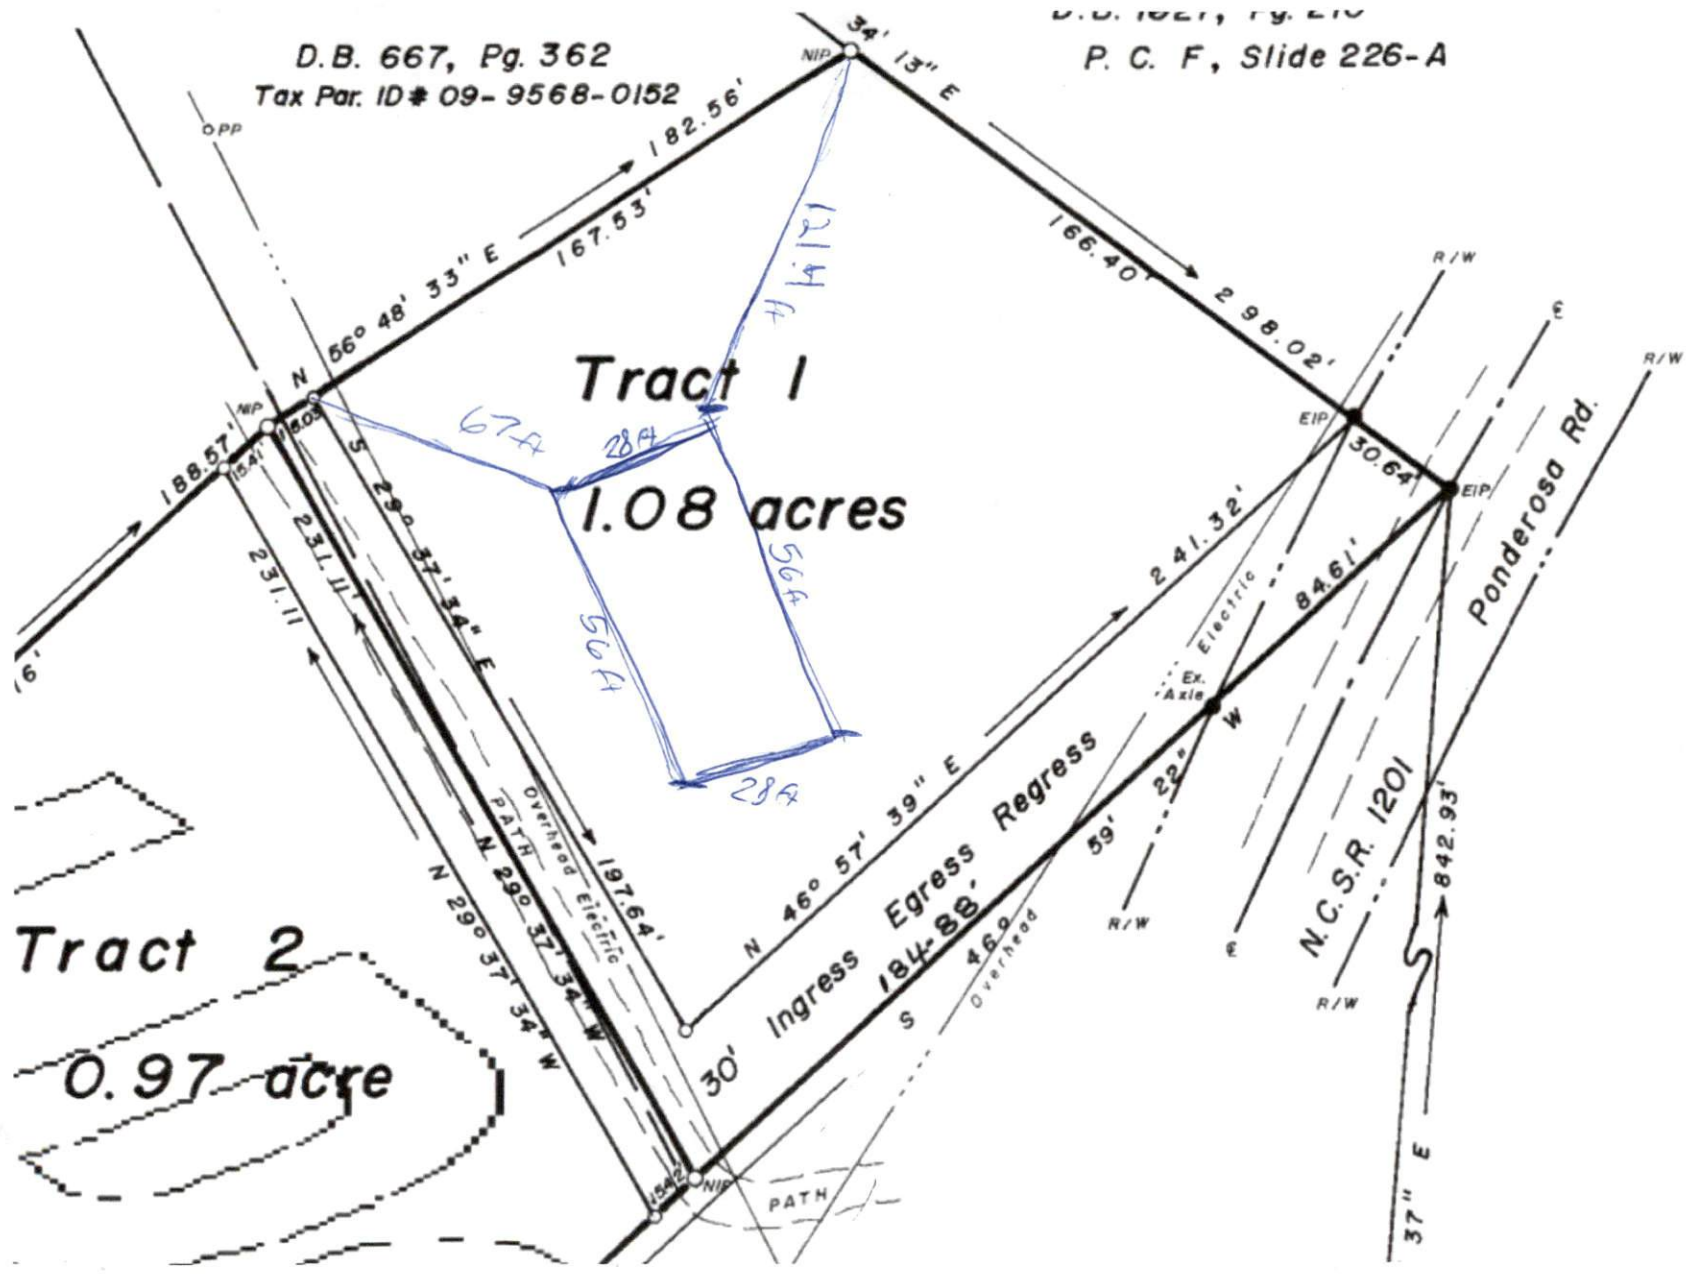 D.B. 667, Pg. 362
Tax Par. ID# 09-9568-0152
P. C. F, Slide 226-A
34' 13" E
NIP
PP
182.56'
167.53'
N 56° 48' 33" E
166.40'
298.02'
R/W
℄
R/W
121 ft
Tract 1
67 ft
28 ft
1.08 acres
56 ft
56 ft
28 ft
NIP
188.57'
15.41'
15.03'
231.11'
231.11
S 29° 37' 34" E
197.64'
EIP
30.64'
EIP
Ponderosa Rd.
241.32'
84.61'
Electric
Ex.
Axle
N 46° 57' 39" E
30' Ingress Egress Regress
184.88'
S 46° 59' 22" W
Overhead
N.C.S.R. 1201
842.93'
R/W
℄
R/W
PATH
Overhead Electric
N 29° 37' 34" W
N 29° 37' 34" W
Tract 2
0.97 acre
NIP
PATH
37" E
6'